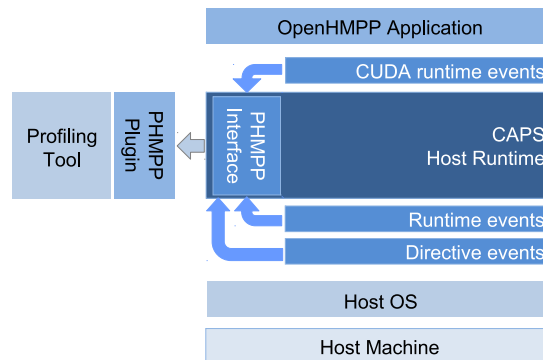 OpenHMPP Application
CUDA runtime events
Profiling
Tool
PHMPP
Plugin
PHMPP
Interface
CAPS
Host Runtime
Runtime events
Directive events
Host OS
Host Machine